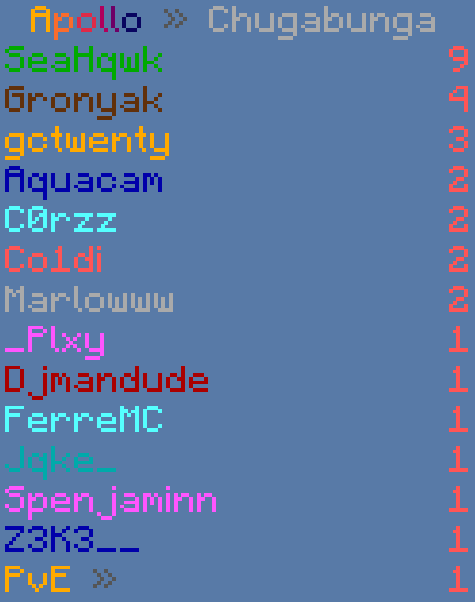 Apollo » Chugabunga
SeaHqwk 9
Gronyak 4
gctwenty 3
Aquacam 2
C0rzz 2
Co1di 2
Marlowww 2
_Plxy 1
Djmandude 1
FerreMC 1
Jqke_ 1
Spenjaminn 1
Z3K3__ 1
PvE » 1